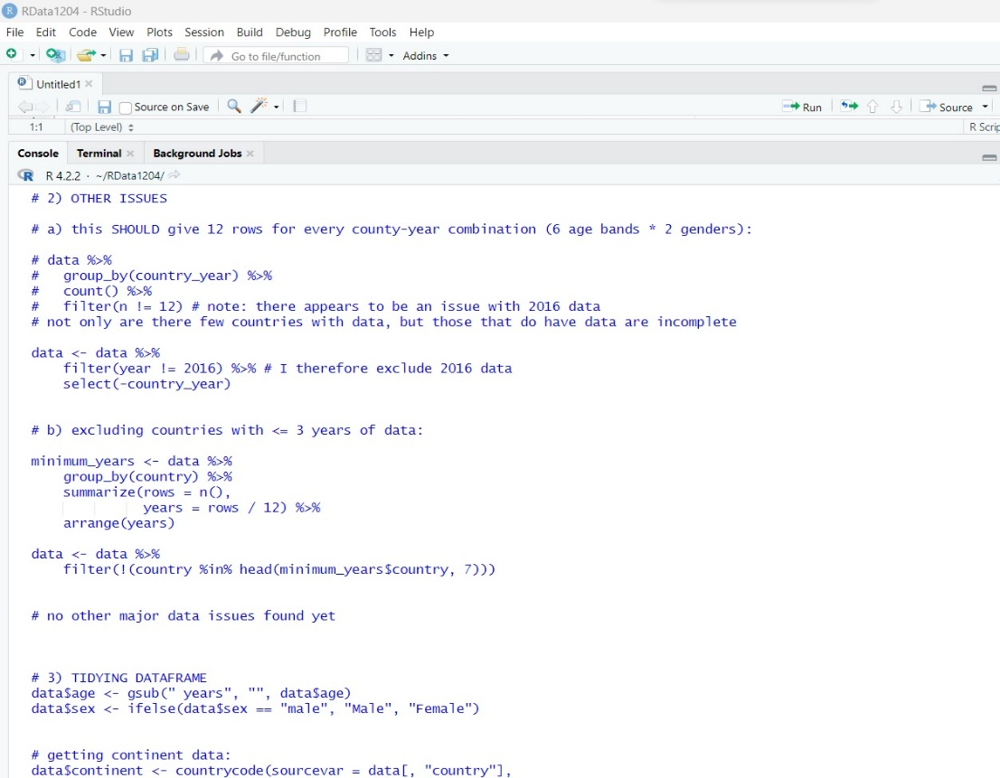 RData1204 - RStudio
File Edit Code View Plots Session Build Debug Profile Tools Help
Go to file/function Addins
Untitled1
Source on Save Run Source
1:1 (Top Level) R Scrip
Console Terminal Background Jobs
R 4.2.2 · ~/RData1204/
# 2) OTHER ISSUES
# a) this SHOULD give 12 rows for every county-year combination (6 age bands * 2 genders):
# data %>%
#   group_by(country_year) %>%
#   count() %>%
#   filter(n != 12) # note: there appears to be an issue with 2016 data
# not only are there few countries with data, but those that do have data are incomplete
data <- data %>%
    filter(year != 2016) %>% # I therefore exclude 2016 data
    select(-country_year)
# b) excluding countries with <= 3 years of data:
minimum_years <- data %>%
    group_by(country) %>%
    summarize(rows = n(),
              years = rows / 12) %>%
    arrange(years)
data <- data %>%
    filter(!(country %in% head(minimum_years$country, 7)))
# no other major data issues found yet
# 3) TIDYING DATAFRAME
data$age <- gsub(" years", "", data$age)
data$sex <- ifelse(data$sex == "male", "Male", "Female")
# getting continent data:
data$continent <- countrycode(sourcevar = data[, "country"],